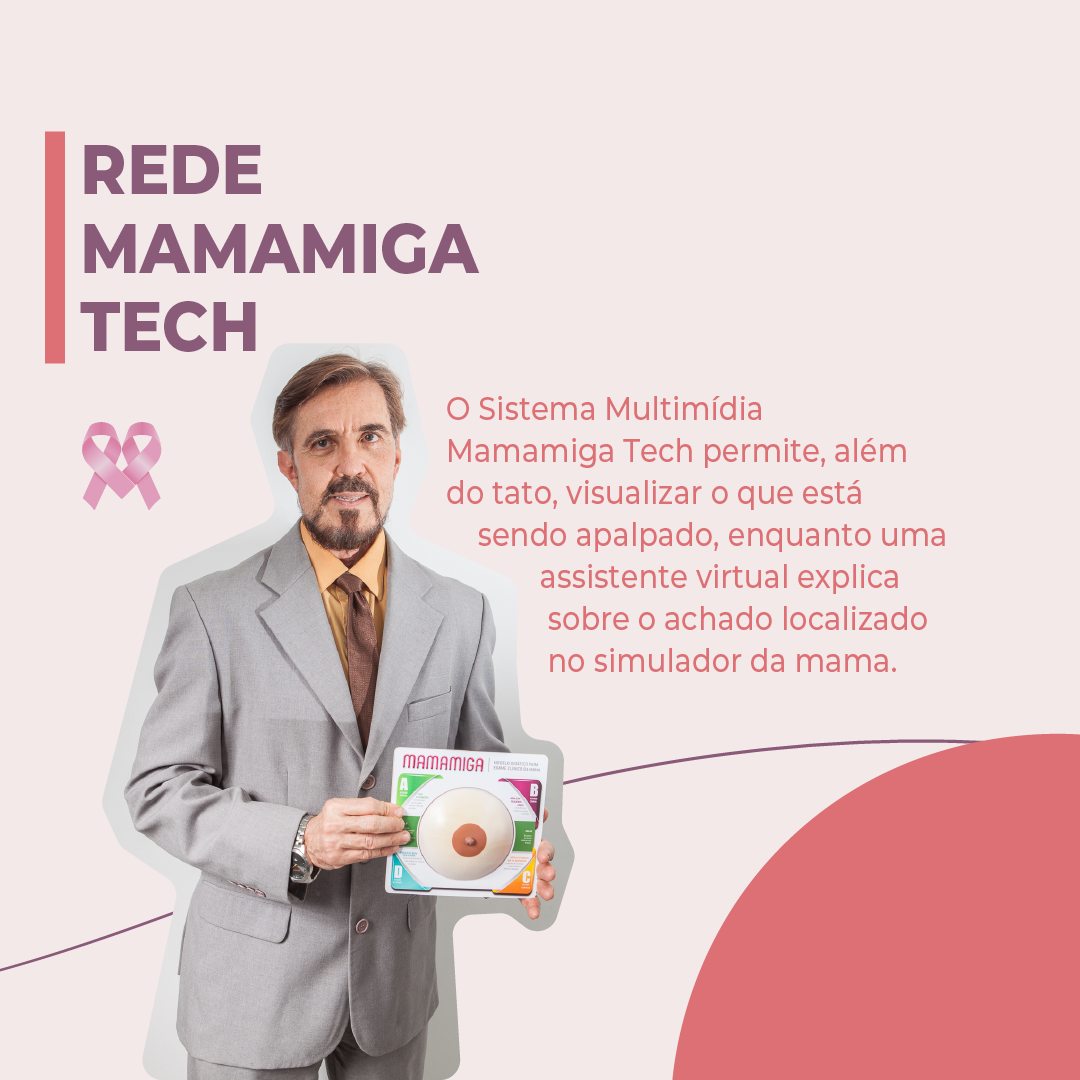 REDE
MAMAMIGA
TECH
O Sistema Multimídia
Mamamiga Tech permite, além
do tato, visualizar o que está
sendo apalpado, enquanto uma
assistente virtual explica
sobre o achado localizado
no simulador da mama.
MAMAMIGA
A
B
D
C